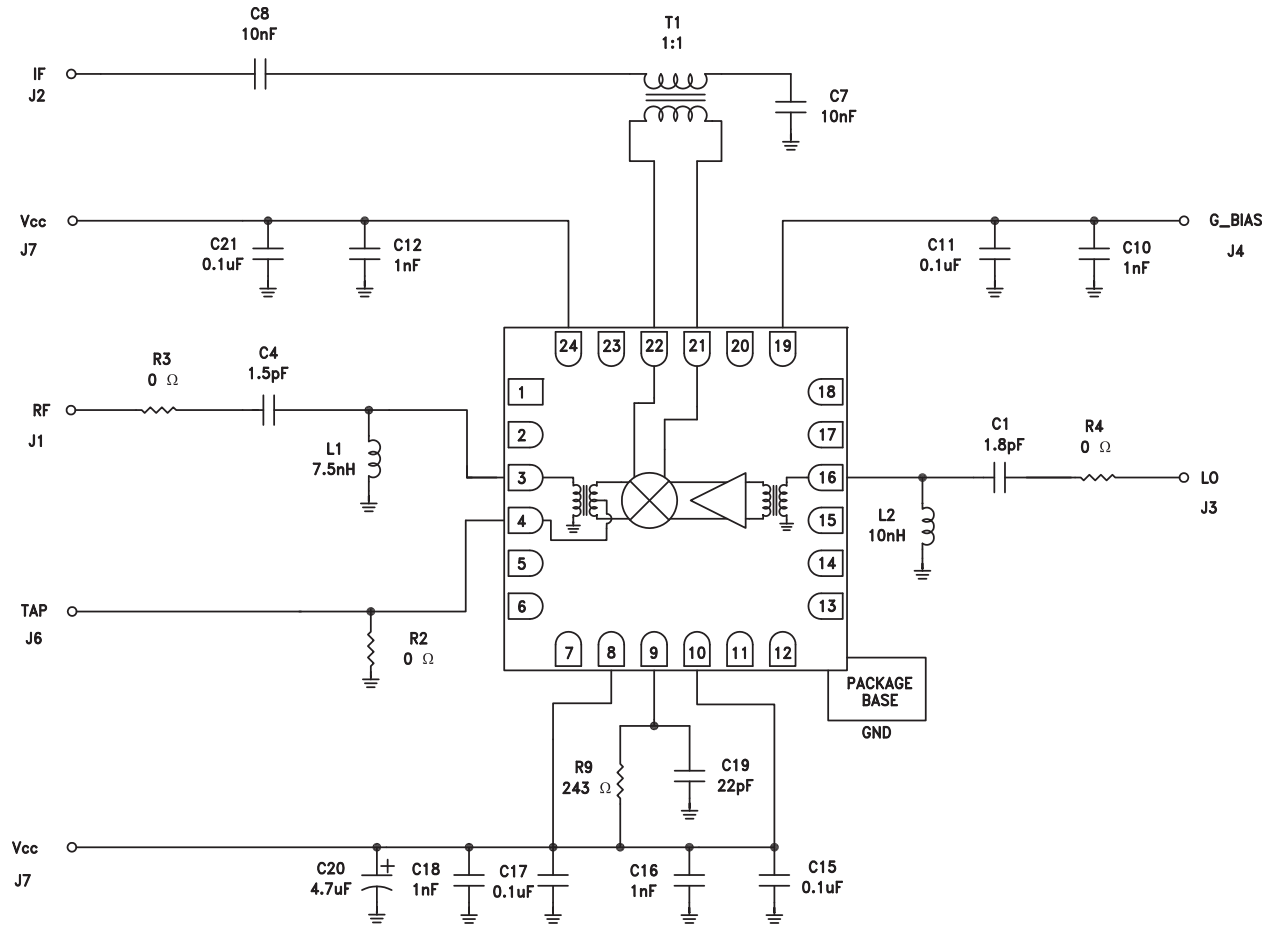 C8
10nF
T1
1:1
IF
J2
C7
10nF
Vcc
J7
C21
0.1uF
C12
1nF
C11
0.1uF
C10
1nF
G_BIAS
J4
24
23
22
21
20
19
R3
0 Ω
C4
1.5pF
RF
J1
L1
7.5nH
1
2
3
4
5
6
18
17
16
15
14
13
C1
1.8pF
R4
0 Ω
LO
J3
L2
10nH
TAP
J6
R2
0 Ω
7
8
9
10
11
12
PACKAGE
BASE
GND
R9
243 Ω
C19
22pF
Vcc
J7
C20
4.7uF
+
C18
1nF
C17
0.1uF
C16
1nF
C15
0.1uF